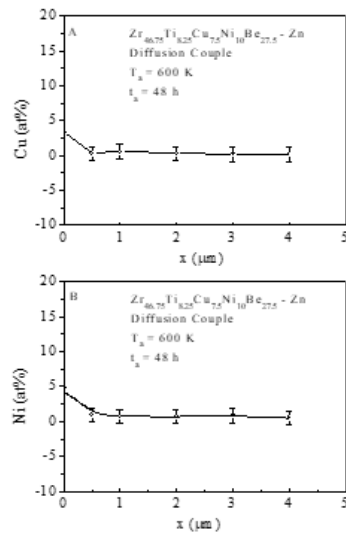 20
15
10
5
0
-5
-10
Cu (at%)
A
Zr46.75Ti8.25Cu7.5Ni10Be27.5 - Zn
Diffusion Couple
Ta = 600 K
ta = 48 h
0 1 2 3 4 5
x (μm)
20
15
10
5
0
-5
-10
Ni (at%)
B
Zr46.75Ti8.25Cu7.5Ni10Be27.5 - Zn
Diffusion Couple
Ta = 600 K
ta = 48 h
0 1 2 3 4 5
x (μm)